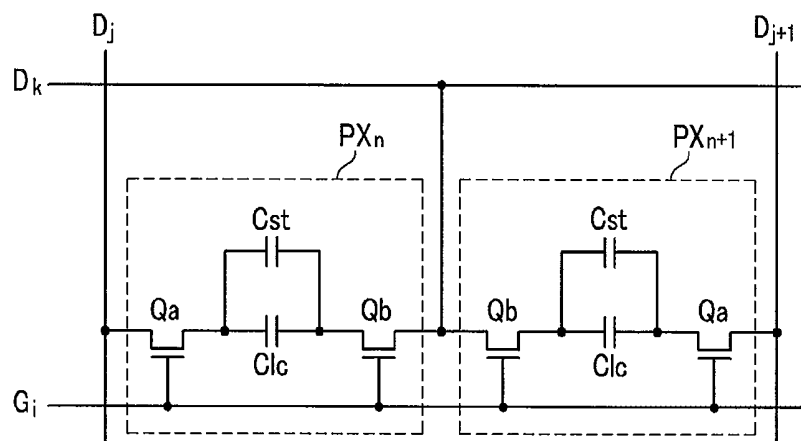 Dj Dj+1
Dk
PXn PXn+1
Cst Cst
Qa Qb Qb Qa
Clc Clc
Gi